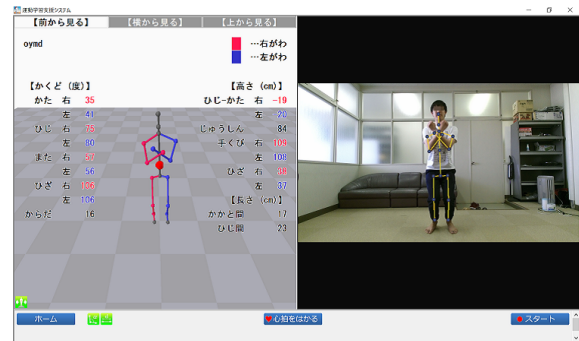 運動学習支援システム
【前から見る】 【横から見る】 【上から見る】
oymd
…右がわ
…左がわ
【かくど (度)】 【高さ (cm)】
かた 右 35 ひじ-かた 右 -19
左 41 左 -20
ひじ 右 75 じゅうしん 84
左 80 手くび 右 109
また 右 57 左 108
左 56 ひざ 右 38
ひざ 右 106 左 37
左 106 【長さ (cm)】
からだ 16 かかと間 17
ひじ間 23
ホーム 心拍をはかる スタート